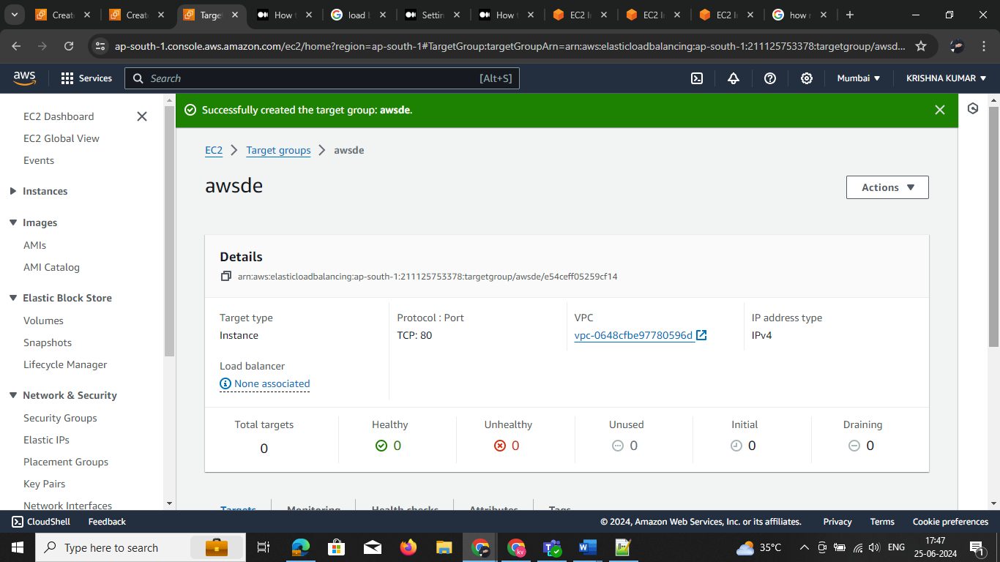 Create
Create
Target
How t
load b
Settin
How t
EC2 In
EC2 In
EC2 In
how r
ap-south-1.console.aws.amazon.com/ec2/home?region=ap-south-1#TargetGroup:targetGroupArn=arn:aws:elasticloadbalancing:ap-south-1:211125753378:targetgroup/awsd...
aws
Services
Search
[Alt+S]
Mumbai
KRISHNA KUMAR
EC2 Dashboard
EC2 Global View
Events
Instances
Images
AMIs
AMI Catalog
Elastic Block Store
Volumes
Snapshots
Lifecycle Manager
Network & Security
Security Groups
Elastic IPs
Placement Groups
Key Pairs
Network Interfaces
Successfully created the target group: awsde.
EC2 > Target groups > awsde
awsde
Actions
Details
arn:aws:elasticloadbalancing:ap-south-1:211125753378:targetgroup/awsde/e54ceff05259cf14
Target type
Instance
Protocol : Port
TCP: 80
VPC
vpc-0648cfbe97780596d
IP address type
IPv4
Load balancer
None associated
Total targets
0
Healthy
0
Unhealthy
0
Unused
0
Initial
0
Draining
0
Targets
Monitoring
Health checks
Attributes
Tags
CloudShell
Feedback
© 2024, Amazon Web Services, Inc. or its affiliates.
Privacy
Terms
Cookie preferences
Type here to search
kv
35°C
ENG
17:47
25-06-2024
1